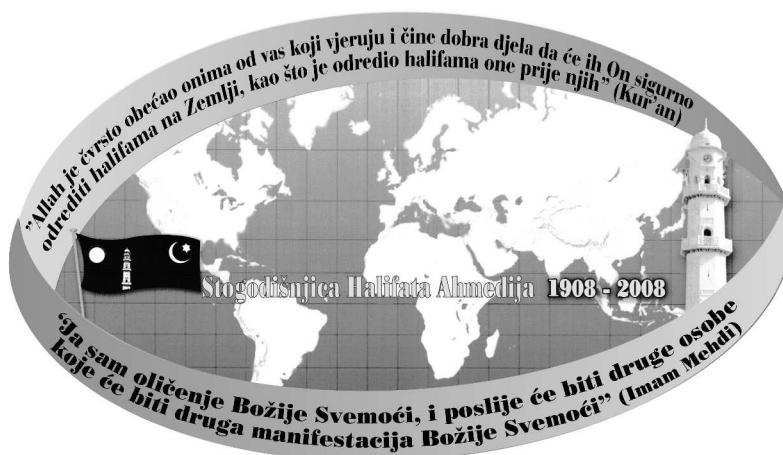 "Allah je čvrsto obećao onima od vas koji vjeruju i čine dobra djela da će ih On sigurno
odrediti halifama na Zemlji, kao što je odredio halifama one prije njih" (Kur'an)
Stogodišnjica Halifata Ahmedija 1908 - 2008
"Ja sam oličenje Božije Svemoći, i poslije će biti druge osobe
koje će biti druga manifestacija Božije Svemoći" (Imam Mehdi)